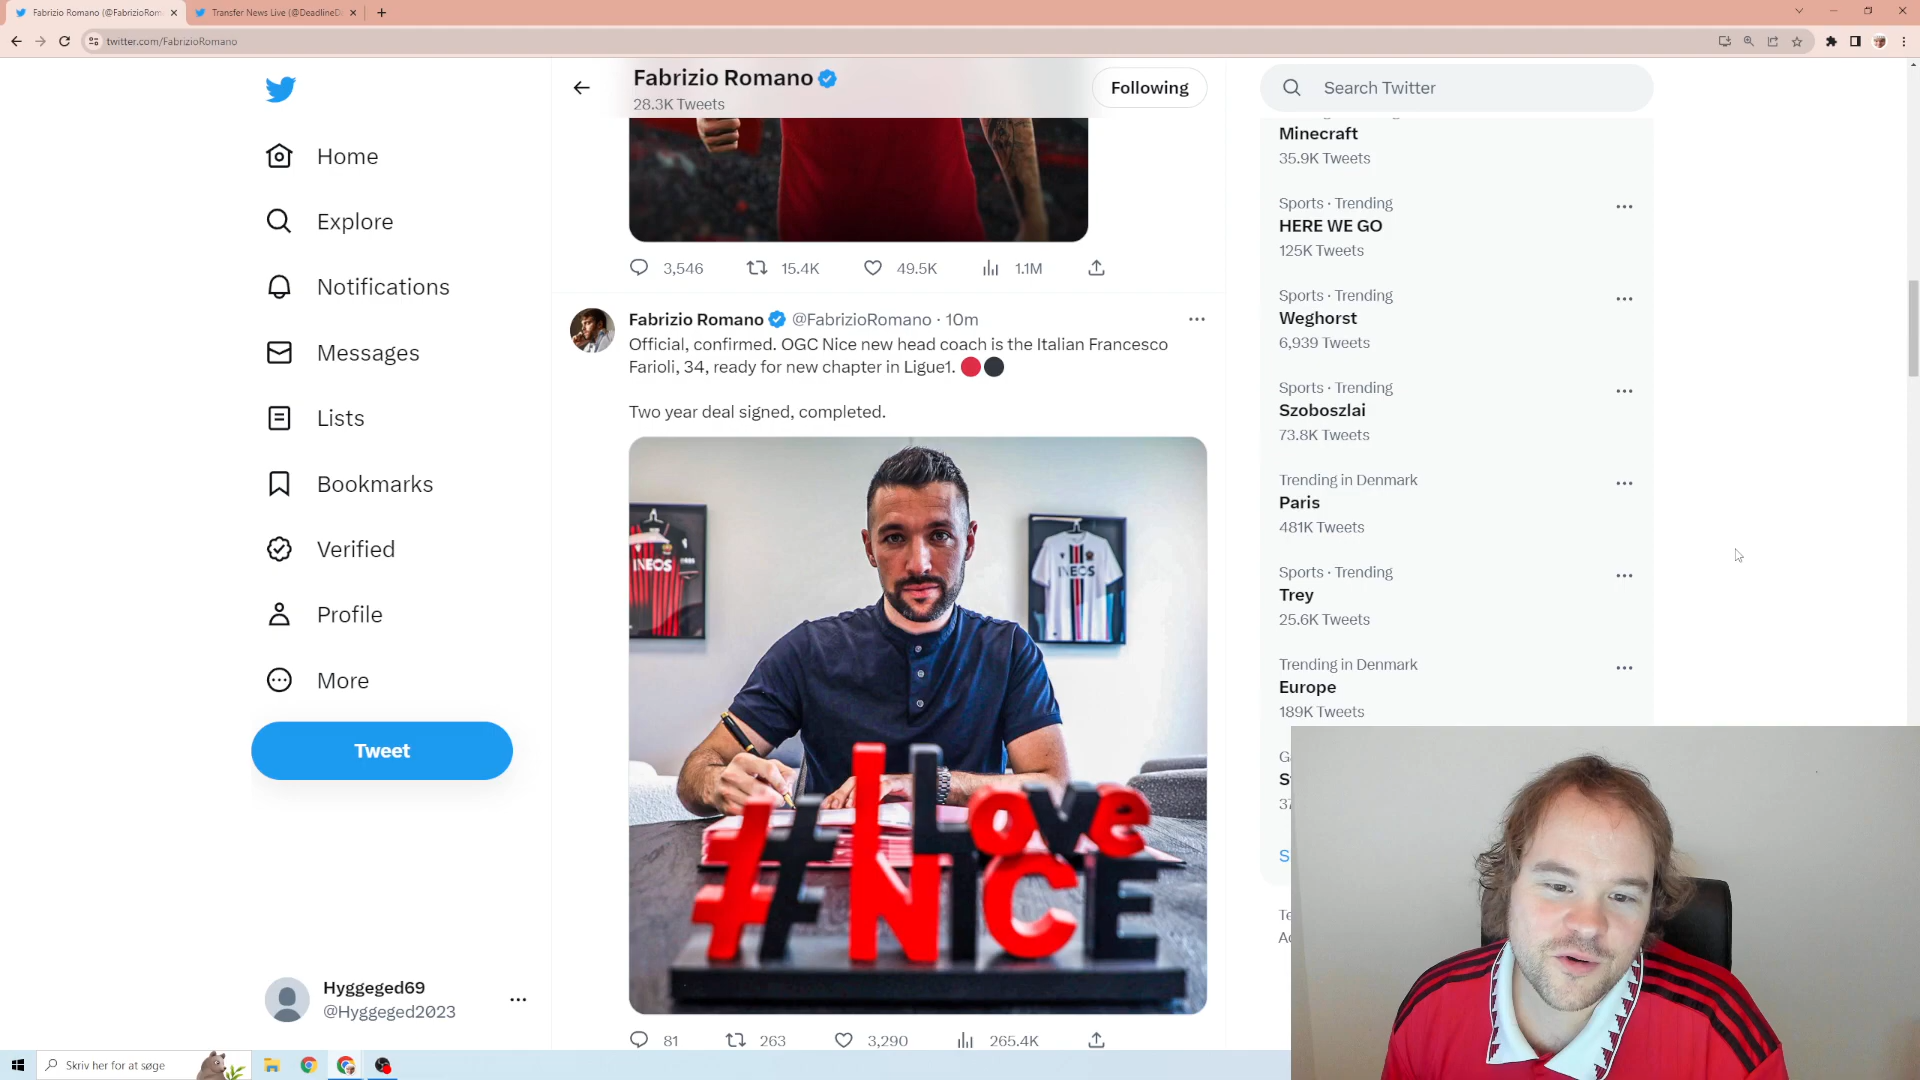 Fabrizio Romano (@FabrizioRom
Transfer News Live (@DeadlineD
twitter.com/FabrizioRomano
Fabrizio Romano
28.3K Tweets
Following
Search Twitter
Home
Explore
Notifications
Messages
Lists
Bookmarks
Verified
Profile
More
Tweet
Hyggeged69
@Hyggeged2023
3,546
15.4K
49.5K
1.1M
Fabrizio Romano @FabrizioRomano · 10m
Official, confirmed. OGC Nice new head coach is the Italian Francesco
Farioli, 34, ready for new chapter in Ligue1.
Two year deal signed, completed.
INEOS
INEOS
# I Love
NICE
81
263
3,290
265.4K
Minecraft
35.9K Tweets
Sports · Trending
HERE WE GO
125K Tweets
Sports · Trending
Weghorst
6,939 Tweets
Sports · Trending
Szoboszlai
73.8K Tweets
Trending in Denmark
Paris
481K Tweets
Sports · Trending
Trey
25.6K Tweets
Trending in Denmark
Europe
189K Tweets
Skriv her for at søge